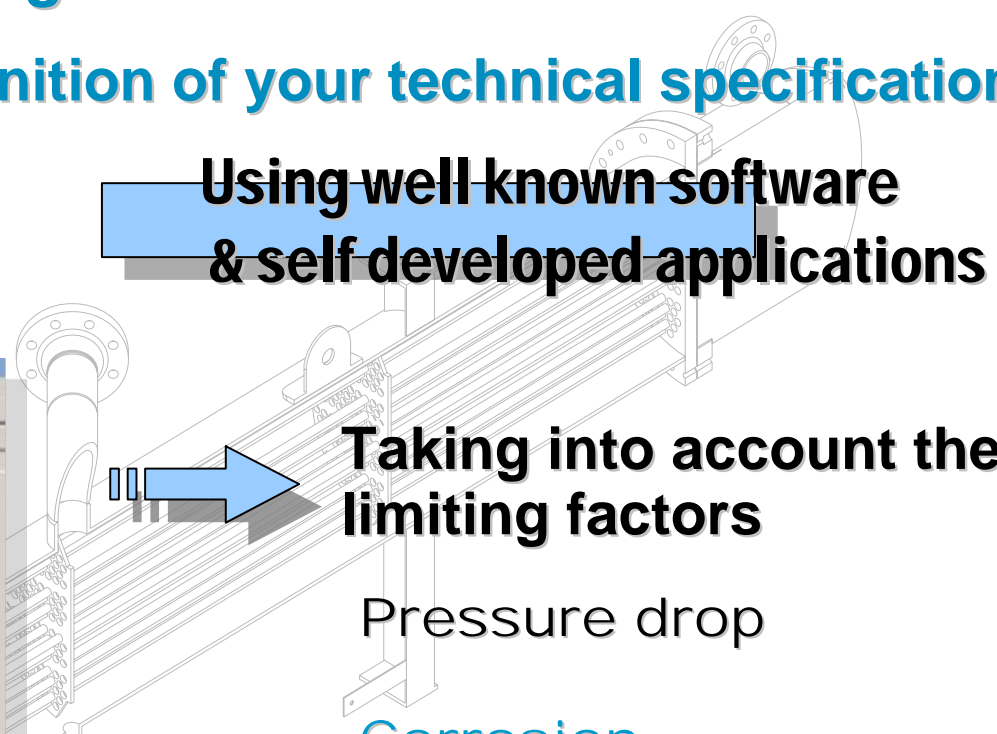 nition of your technical specification
Using well known software
& self developed applications
Taking into account the
limiting factors
Pressure drop
Corrosion